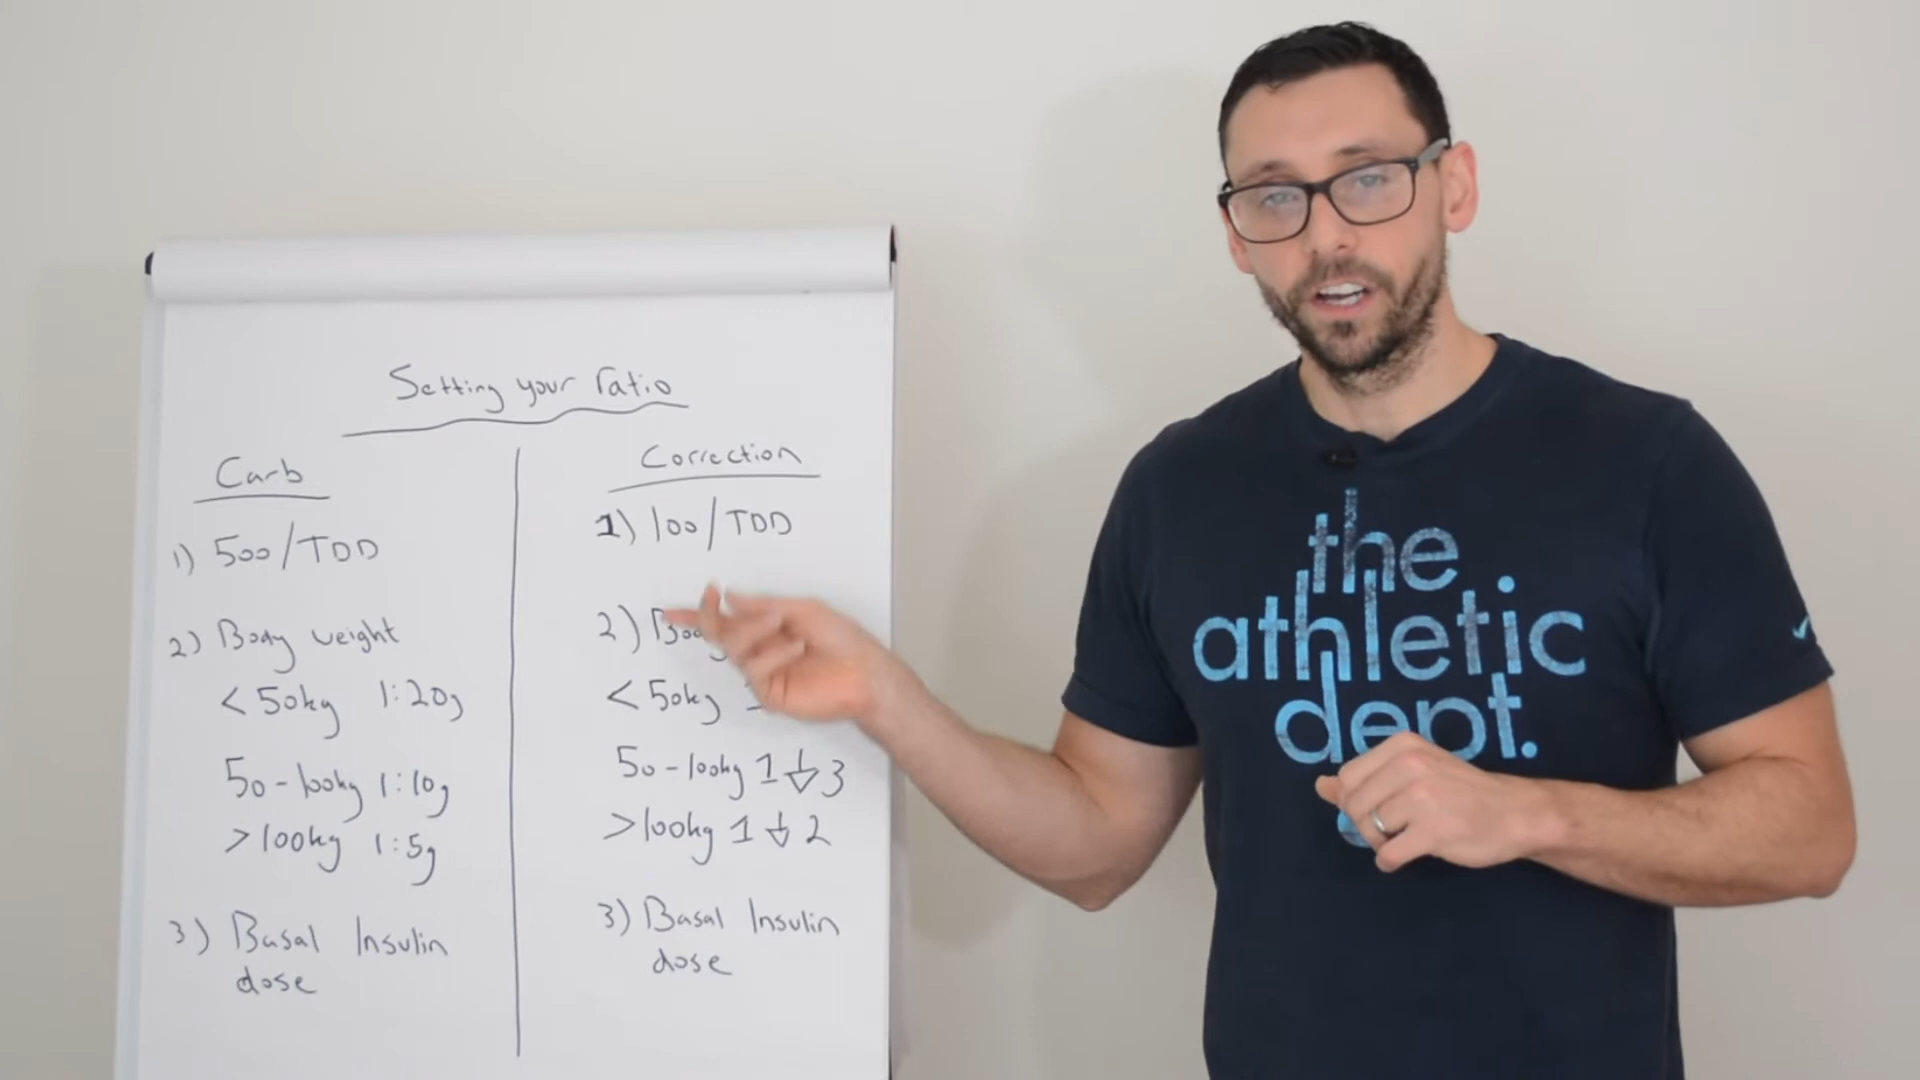 Setting your ratio
Carb
1) 500/TDD
2) Body weight
<50kg 1:20g
50-100kg 1:10g
>100kg 1:5g
3) Basal Insulin
dose
Correction
1) 100/TDD
2)
<50kg
50-100kg 1↓3
>100kg 1↓2
3) Basal Insulin
dose
the
athletic
dept.